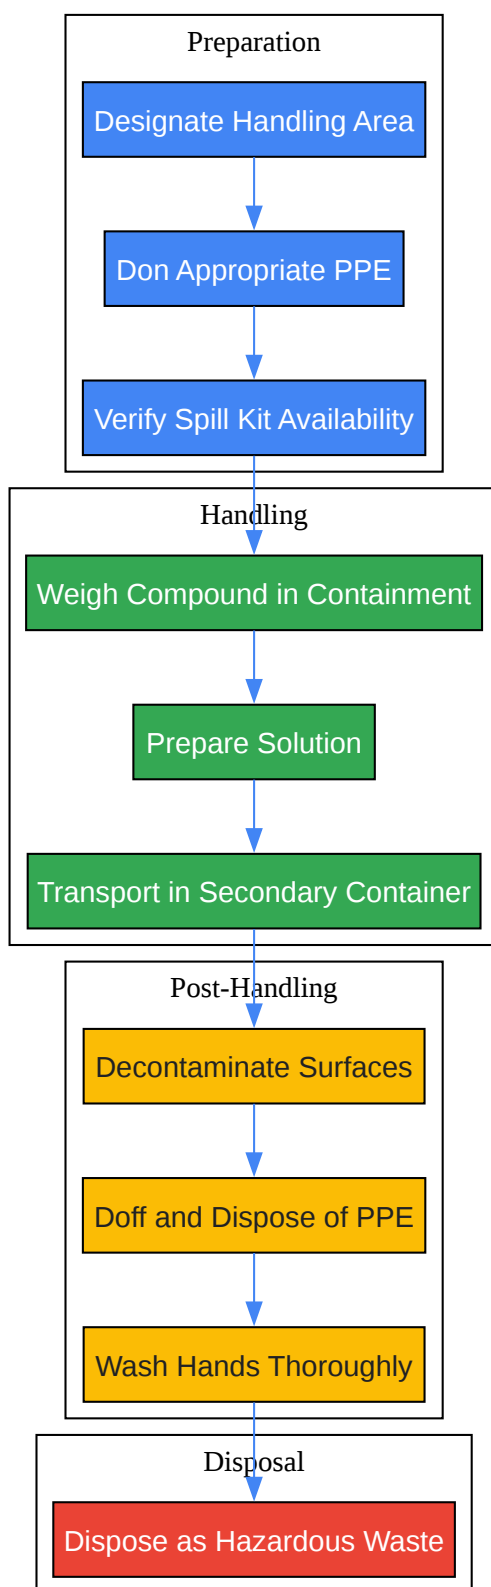 Preparation
Designate Handling Area
Don Appropriate PPE
Verify Spill Kit Availability
Handling
Weigh Compound in Containment
Prepare Solution
Transport in Secondary Container
Post-Handling
Decontaminate Surfaces
Doff and Dispose of PPE
Wash Hands Thoroughly
Disposal
Dispose as Hazardous Waste